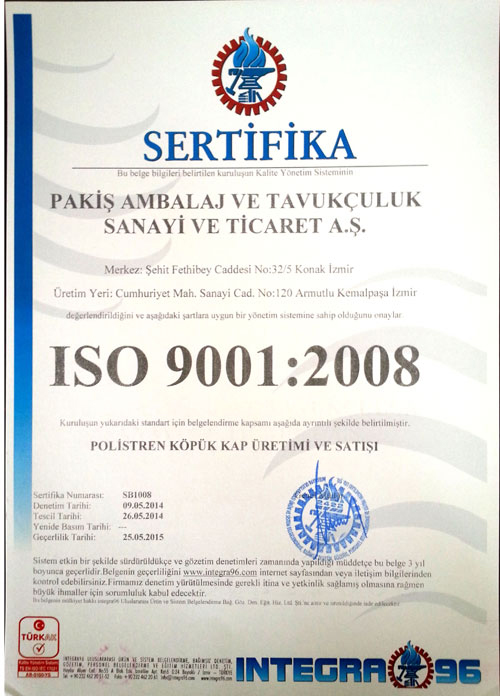 SERTİFİKA
Bu belge bilgileri belirtilen kuruluşun Kalite Yönetim Sisteminin
PAKİŞ AMBALAJ VE TAVUKÇULUK
SANAYİ VE TİCARET A.Ş.
Merkez: Şehit Fethibey Caddesi No:32/5 Konak İzmir
Üretim Yeri: Cumhuriyet Mah. Sanayi Cad. No:120 Armutlu Kemalpaşa İzmir
değerlendirildiğini ve aşağıdaki şartlara uygun bir yönetim sistemine sahip olduğunu onaylar.
ISO 9001:2008
Kuruluşun yukarıdaki standart için belgelendirme kapsamı aşağıda ayrıntılı şekilde belirtilmiştir.
POLİSTREN KÖPÜK KAP ÜRETİMİ VE SATIŞI
Sertifika Numarası: SB1008
Denetim Tarihi: 09.05.2014
Tescil Tarihi: 26.05.2014
Yenide Basım Tarihi: ---
Geçerlilik Tarihi: 25.05.2015
Sistem etkin bir şekilde sürdürüldükçe ve gözetim denetimleri zamanında yapıldığı müddetçe bu belge 3 yıl
boyunca geçerlidir.Belgenin geçerliliğini www.integra96.com internet sayfasından veya iletişim bilgilerinden
kontrol edebilirsiniz.Firmamız denetim yürütülmesinde gerekli itina ve yetkinlik sağlamış olmasına rağmen
büyük ihmaller için sorumluluk kabul edecektir.
TÜRKAK
INTEGRA 96